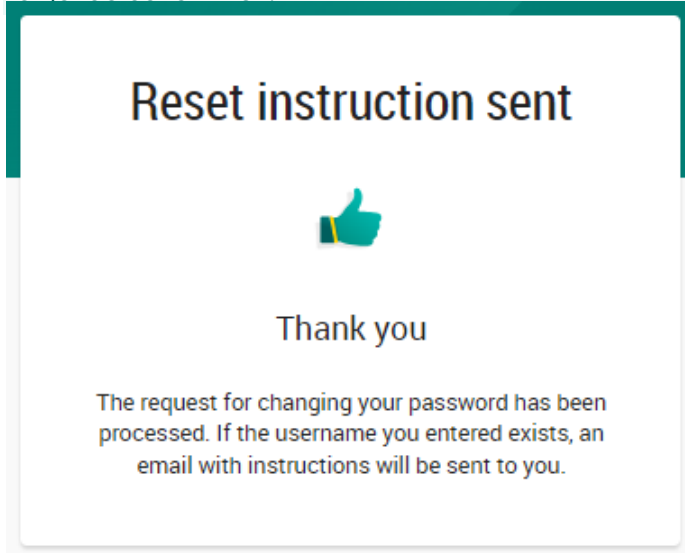 Reset instruction sent
Thank you
The request for changing your password has been
processed. If the username you entered exists, an
email with instructions will be sent to you.